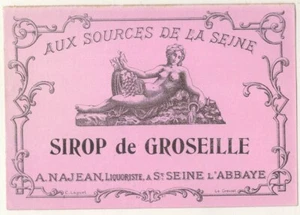 AUX SOURCES DE LA SEINE
SIROP de GROSEILLE
A. NAJEAN, LIQUORISTE, A St SEINE L'ABBAYE